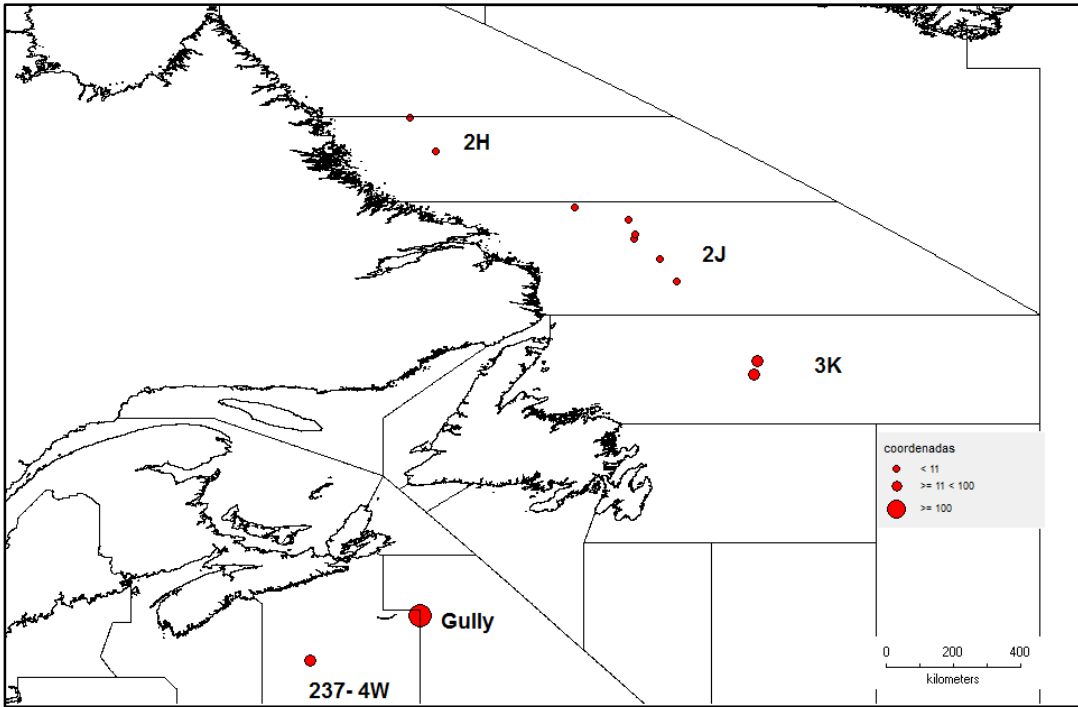 2H
2J
3K
coordenadas
< 11
>= 11 < 100
>= 100
Gully
0 200 400
kilometers
237- 4W